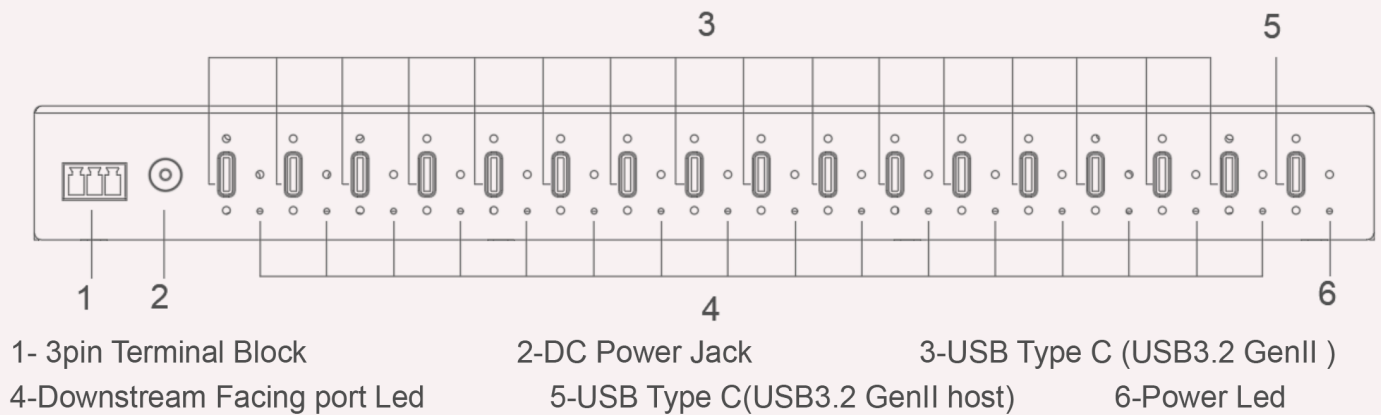 3 5
1 2 4 6
1- 3pin Terminal Block 2-DC Power Jack 3-USB Type C (USB3.2 GenII )
4-Downstream Facing port Led 5-USB Type C(USB3.2 GenII host) 6-Power Led